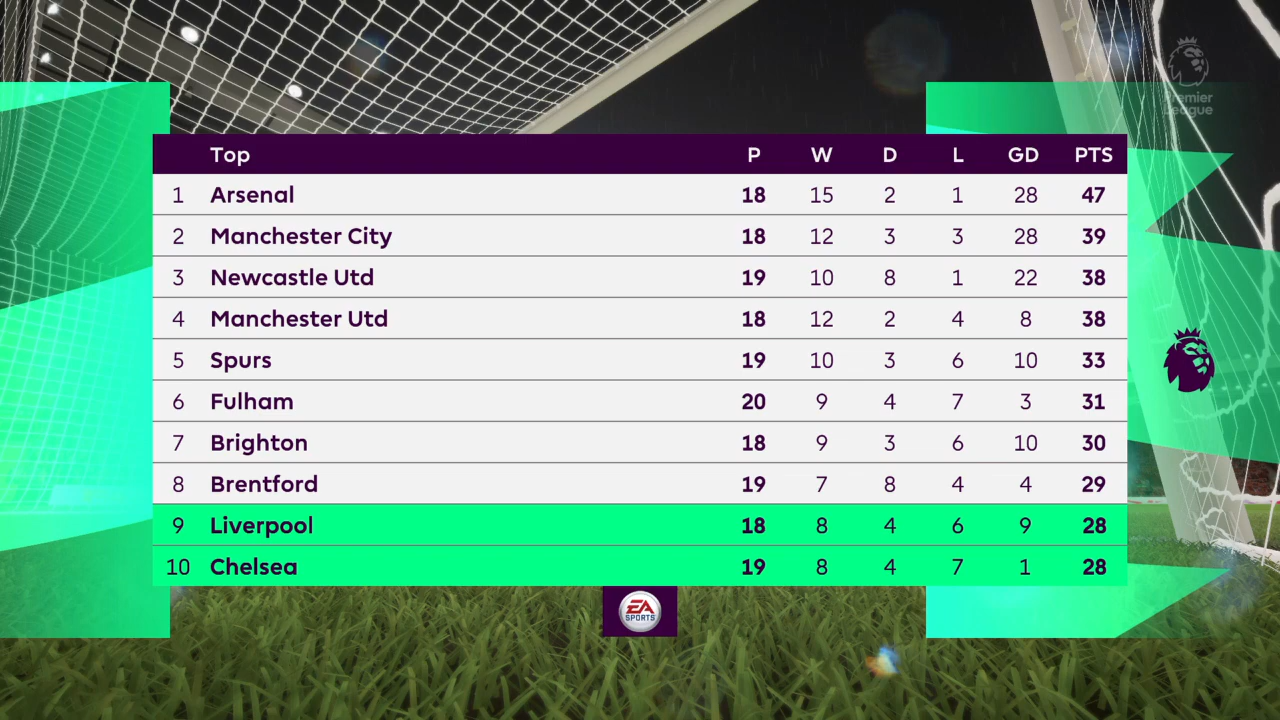 Premier
League
Top P W D L GD PTS
1 Arsenal 18 15 2 1 28 47
2 Manchester City 18 12 3 3 28 39
3 Newcastle Utd 19 10 8 1 22 38
4 Manchester Utd 18 12 2 4 8 38
5 Spurs 19 10 3 6 10 33
6 Fulham 20 9 4 7 3 31
7 Brighton 18 9 3 6 10 30
8 Brentford 19 7 8 4 4 29
9 Liverpool 18 8 4 6 9 28
10 Chelsea 19 8 4 7 1 28
EA
SPORTS